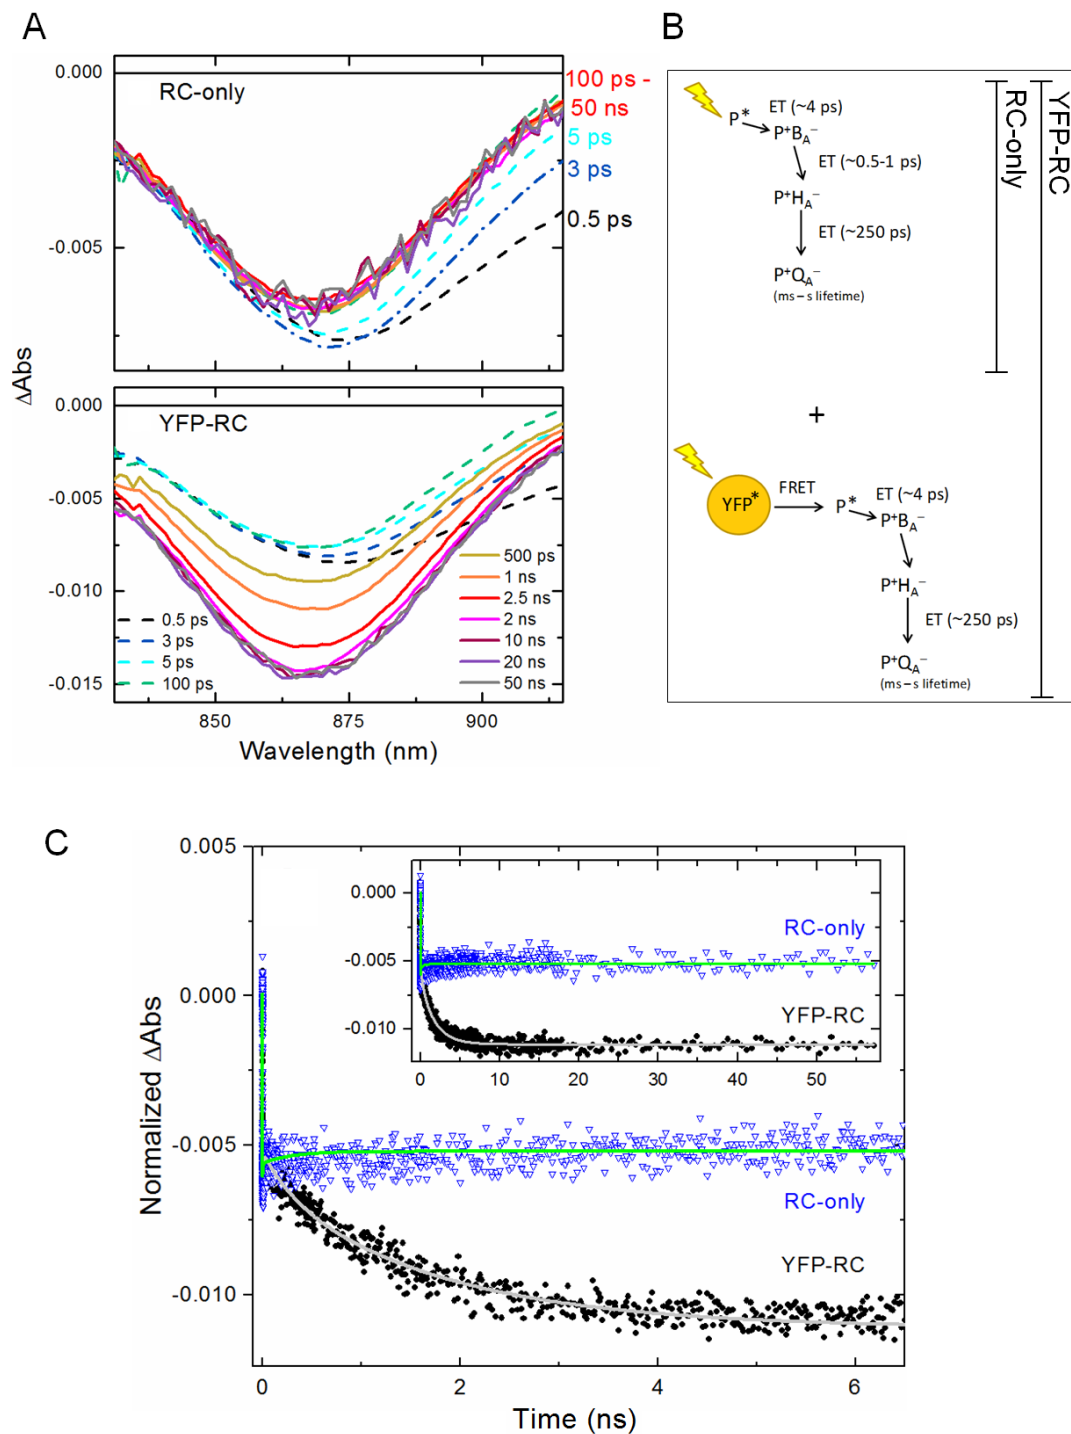 A
B
0.000
RC-only
100 ps -
50 ns
5 ps
3 ps
0.5 ps
-0.005
ΔAbs
0.000
YFP-RC
-0.005
-0.010
-0.015
0.5 ps
3 ps
5 ps
100 ps
500 ps
1 ns
2.5 ns
2 ns
10 ns
20 ns
50 ns
850
875
900
Wavelength (nm)
P*
ET (~4 ps)
P⁺B_A⁻
ET (~0.5-1 ps)
P⁺H_A⁻
ET (~250 ps)
P⁺Q_A⁻
(ms – s lifetime)
RC-only
YFP-RC
+
YFP*
FRET
P*
ET (~4 ps)
P⁺B_A⁻
P⁺H_A⁻
ET (~250 ps)
P⁺Q_A⁻
(ms – s lifetime)
C
0.005
0.000
-0.005
-0.010
Normalized ΔAbs
0.000
-0.005
-0.010
RC-only
YFP-RC
0
10
20
30
40
50
RC-only
YFP-RC
0
2
4
6
Time (ns)